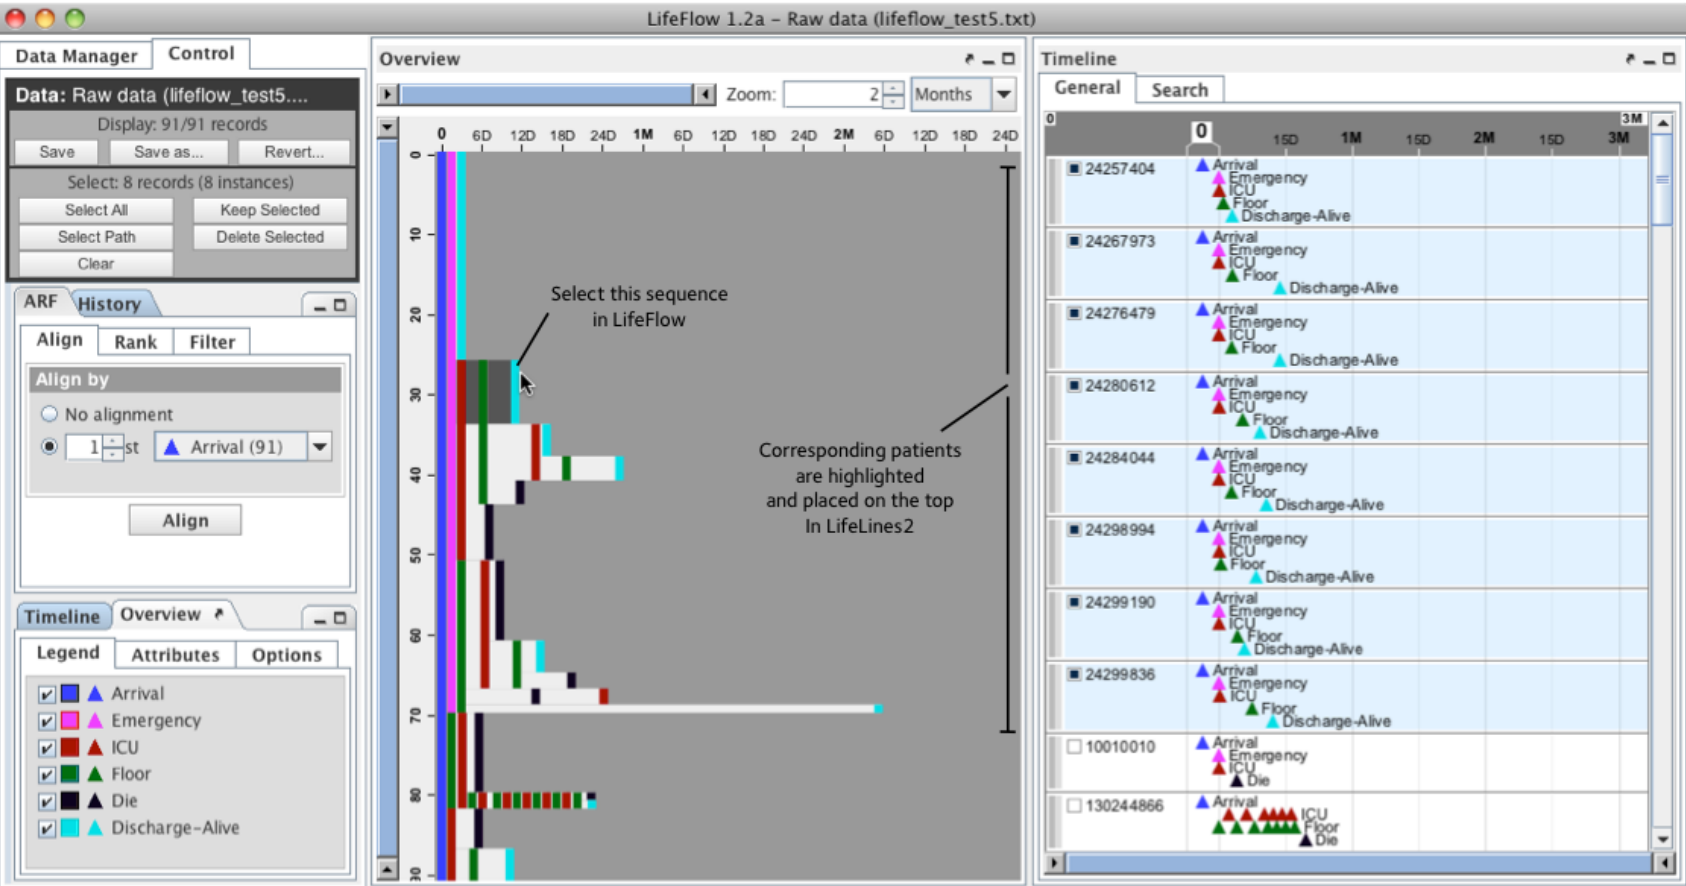 LifeFlow 1.2a – Raw data (lifeflow_test5.txt)
Data Manager
Control
Data: Raw data (lifeflow_test5....
Display: 91/91 records
Save Save as... Revert...
Select: 8 records (8 instances)
Select All Keep Selected
Select Path Delete Selected
Clear
ARF History
Align Rank Filter
Align by
No alignment
1 st Arrival (91)
Align
Timeline Overview
Legend Attributes Options
Arrival
Emergency
ICU
Floor
Die
Discharge-Alive
Overview
Zoom: 2 Months
0 6D 12D 18D 24D 1M 6D 12D 18D 24D 2M 6D 12D 18D 24D
0
10
20
30
40
50
60
70
80
90
Select this sequence
in LifeFlow
Corresponding patients
are highlighted
and placed on the top
In LifeLines2
Timeline
General Search
0 3M
0 15D 1M 15D 2M 15D 3M
24257404 Arrival
Emergency
ICU
Floor
Discharge-Alive
24267973 Arrival
Emergency
ICU
Floor
Discharge-Alive
24276479 Arrival
Emergency
ICU
Floor
Discharge-Alive
24280612 Arrival
Emergency
ICU
Floor
Discharge-Alive
24284044 Arrival
Emergency
ICU
Floor
Discharge-Alive
24298994 Arrival
Emergency
ICU
Floor
Discharge-Alive
24299190 Arrival
Emergency
ICU
Floor
Discharge-Alive
24299836 Arrival
Emergency
ICU
Floor
Discharge-Alive
10010010 Arrival
Emergency
ICU
Die
130244866 Arrival
ICU
Floor
Die